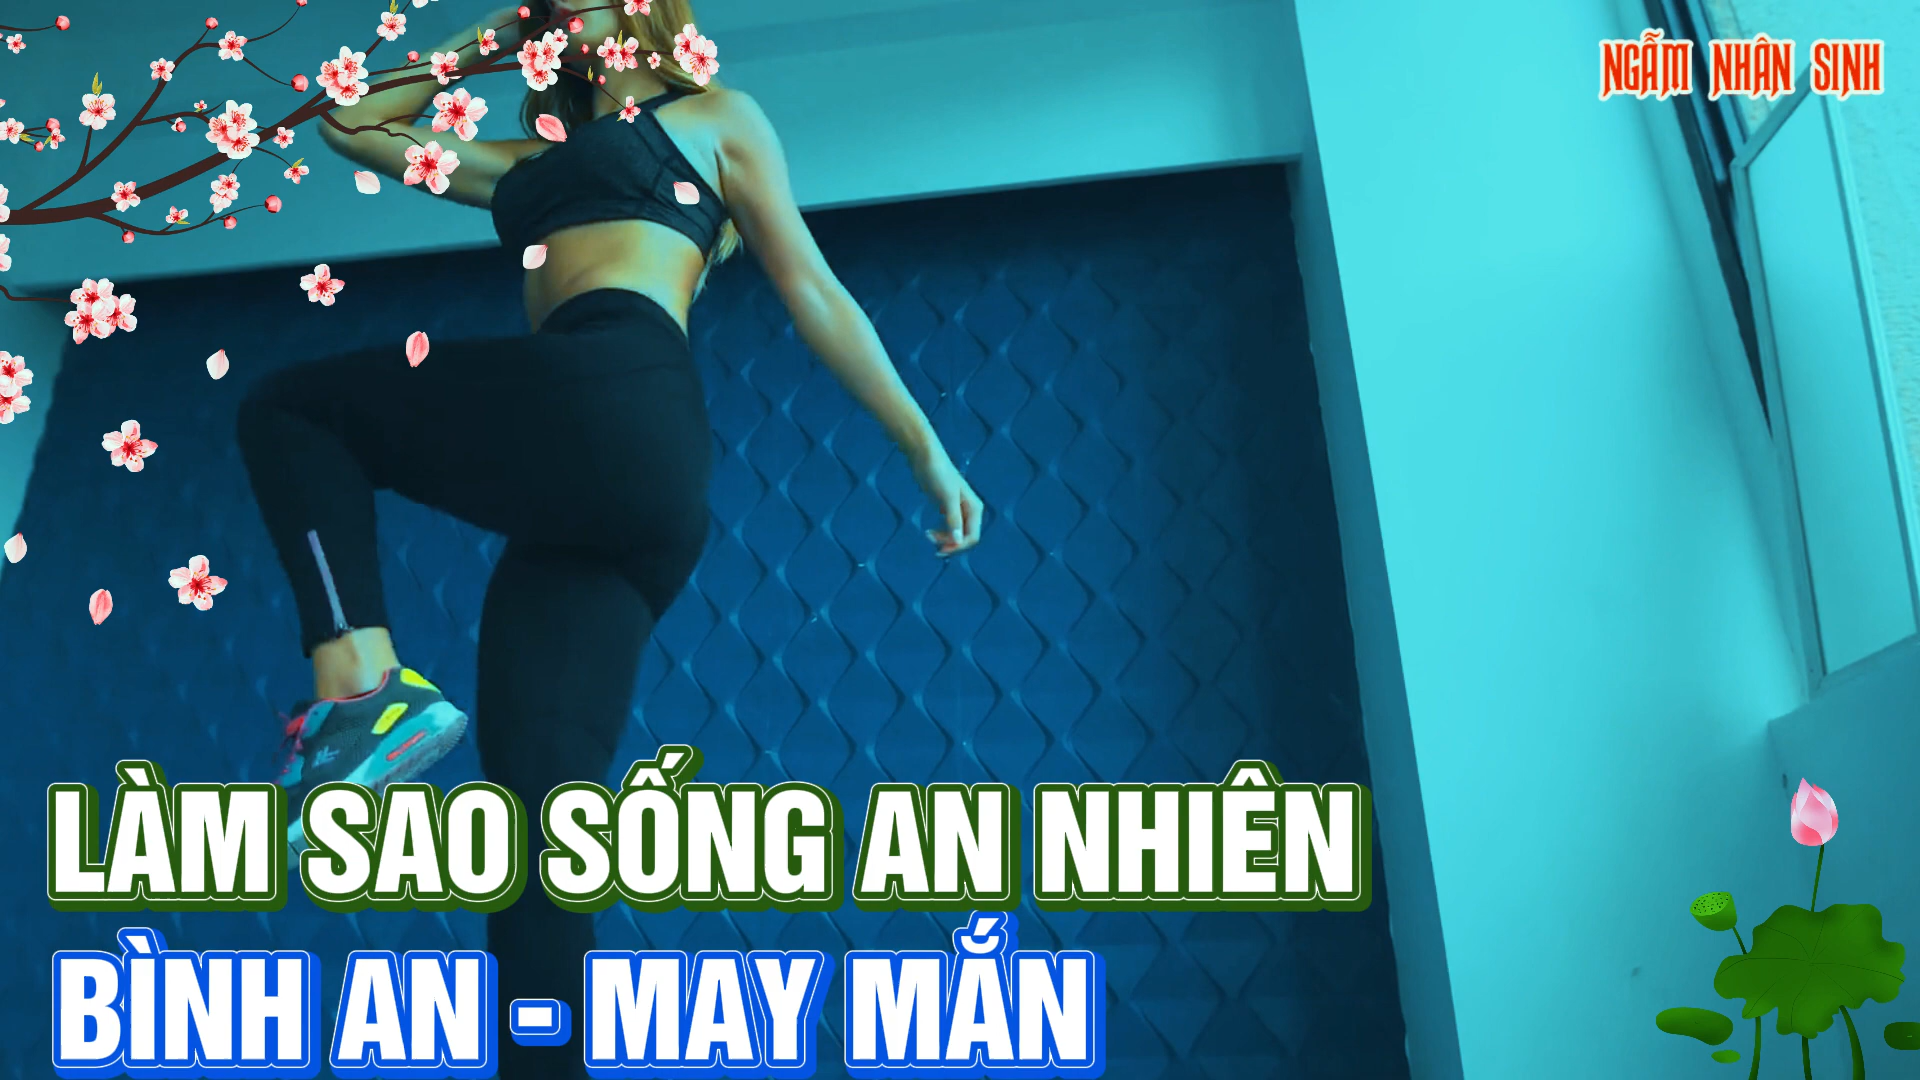 NGẪM NHÂN SINH
LÀM SAO SỐNG AN NHIÊN
BÌNH AN - MAY MẮN